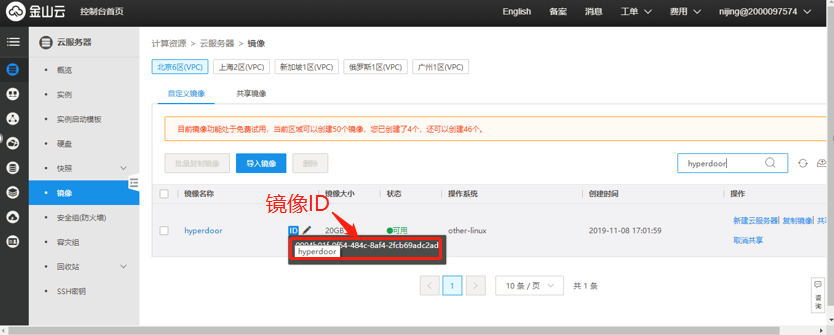 金山云 控制台首页 English 备案 消息 工单 费用 nijing@2000097574
云服务器
概览
实例
实例启动模板
硬盘
快照
镜像
安全组(防火墙)
容灾组
回收站
SSH密钥
计算资源 > 云服务器 > 镜像
北京6区(VPC) 上海2区(VPC) 新加坡1区(VPC) 俄罗斯1区(VPC) 广州1区(VPC)
自定义镜像 共享镜像
目前镜像功能处于免费试用，当前区域可以创建50个镜像，您已创建了4个，还可以创建46个。
批量复制镜像 导入镜像 删除 hyperdoor
镜像名称 镜像大小 状态 操作系统 创建时间 操作
镜像ID
hyperdoor ID 20GB 可用 other-linux 2019-11-08 17:01:59 新建云服务器| 复制镜像| 共
取消共享
-484c-8af4-2fcb69adc2ad
hyperdoor
< 1 > 10 条 / 页 共 1 条
咨询